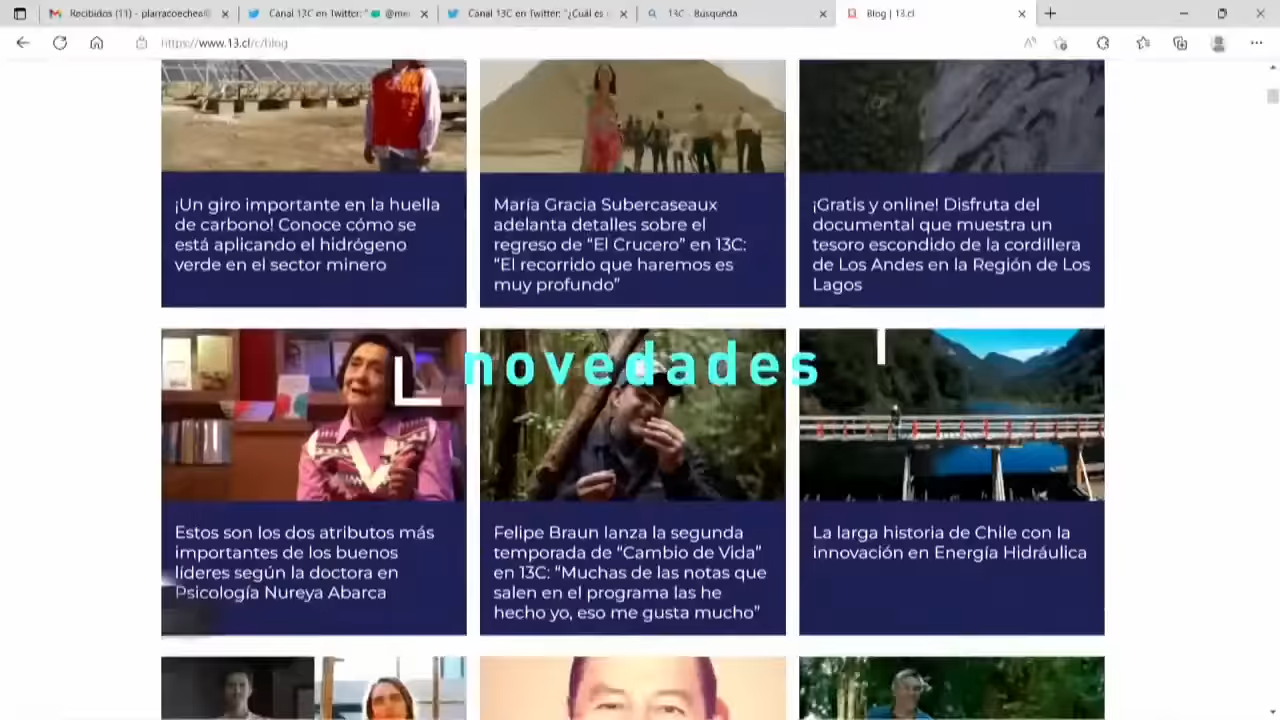 Recibidos (11) - plarracoechea@
Canal 13C en Twitter: "
@me
Canal 13C en Twitter: "¿Cuál es
13C - Búsqueda
Blog | 13.cl
https://www.13.cl/c/blog
¡Un giro importante en la huella
de carbono! Conoce cómo se
está aplicando el hidrógeno
verde en el sector minero
María Gracia Subercaseaux
adelanta detalles sobre el
regreso de “El Crucero” en 13C:
“El recorrido que haremos es
muy profundo”
¡Gratis y online! Disfruta del
documental que muestra un
tesoro escondido de la cordillera
de Los Andes en la Región de Los
Lagos
novedades
Estos son los dos atributos más
importantes de los buenos
líderes según la doctora en
Psicología Nureya Abarca
Felipe Braun lanza la segunda
temporada de “Cambio de Vida”
en 13C: “Muchas de las notas que
salen en el programa las he
hecho yo, eso me gusta mucho”
La larga historia de Chile con la
innovación en Energía Hidráulica